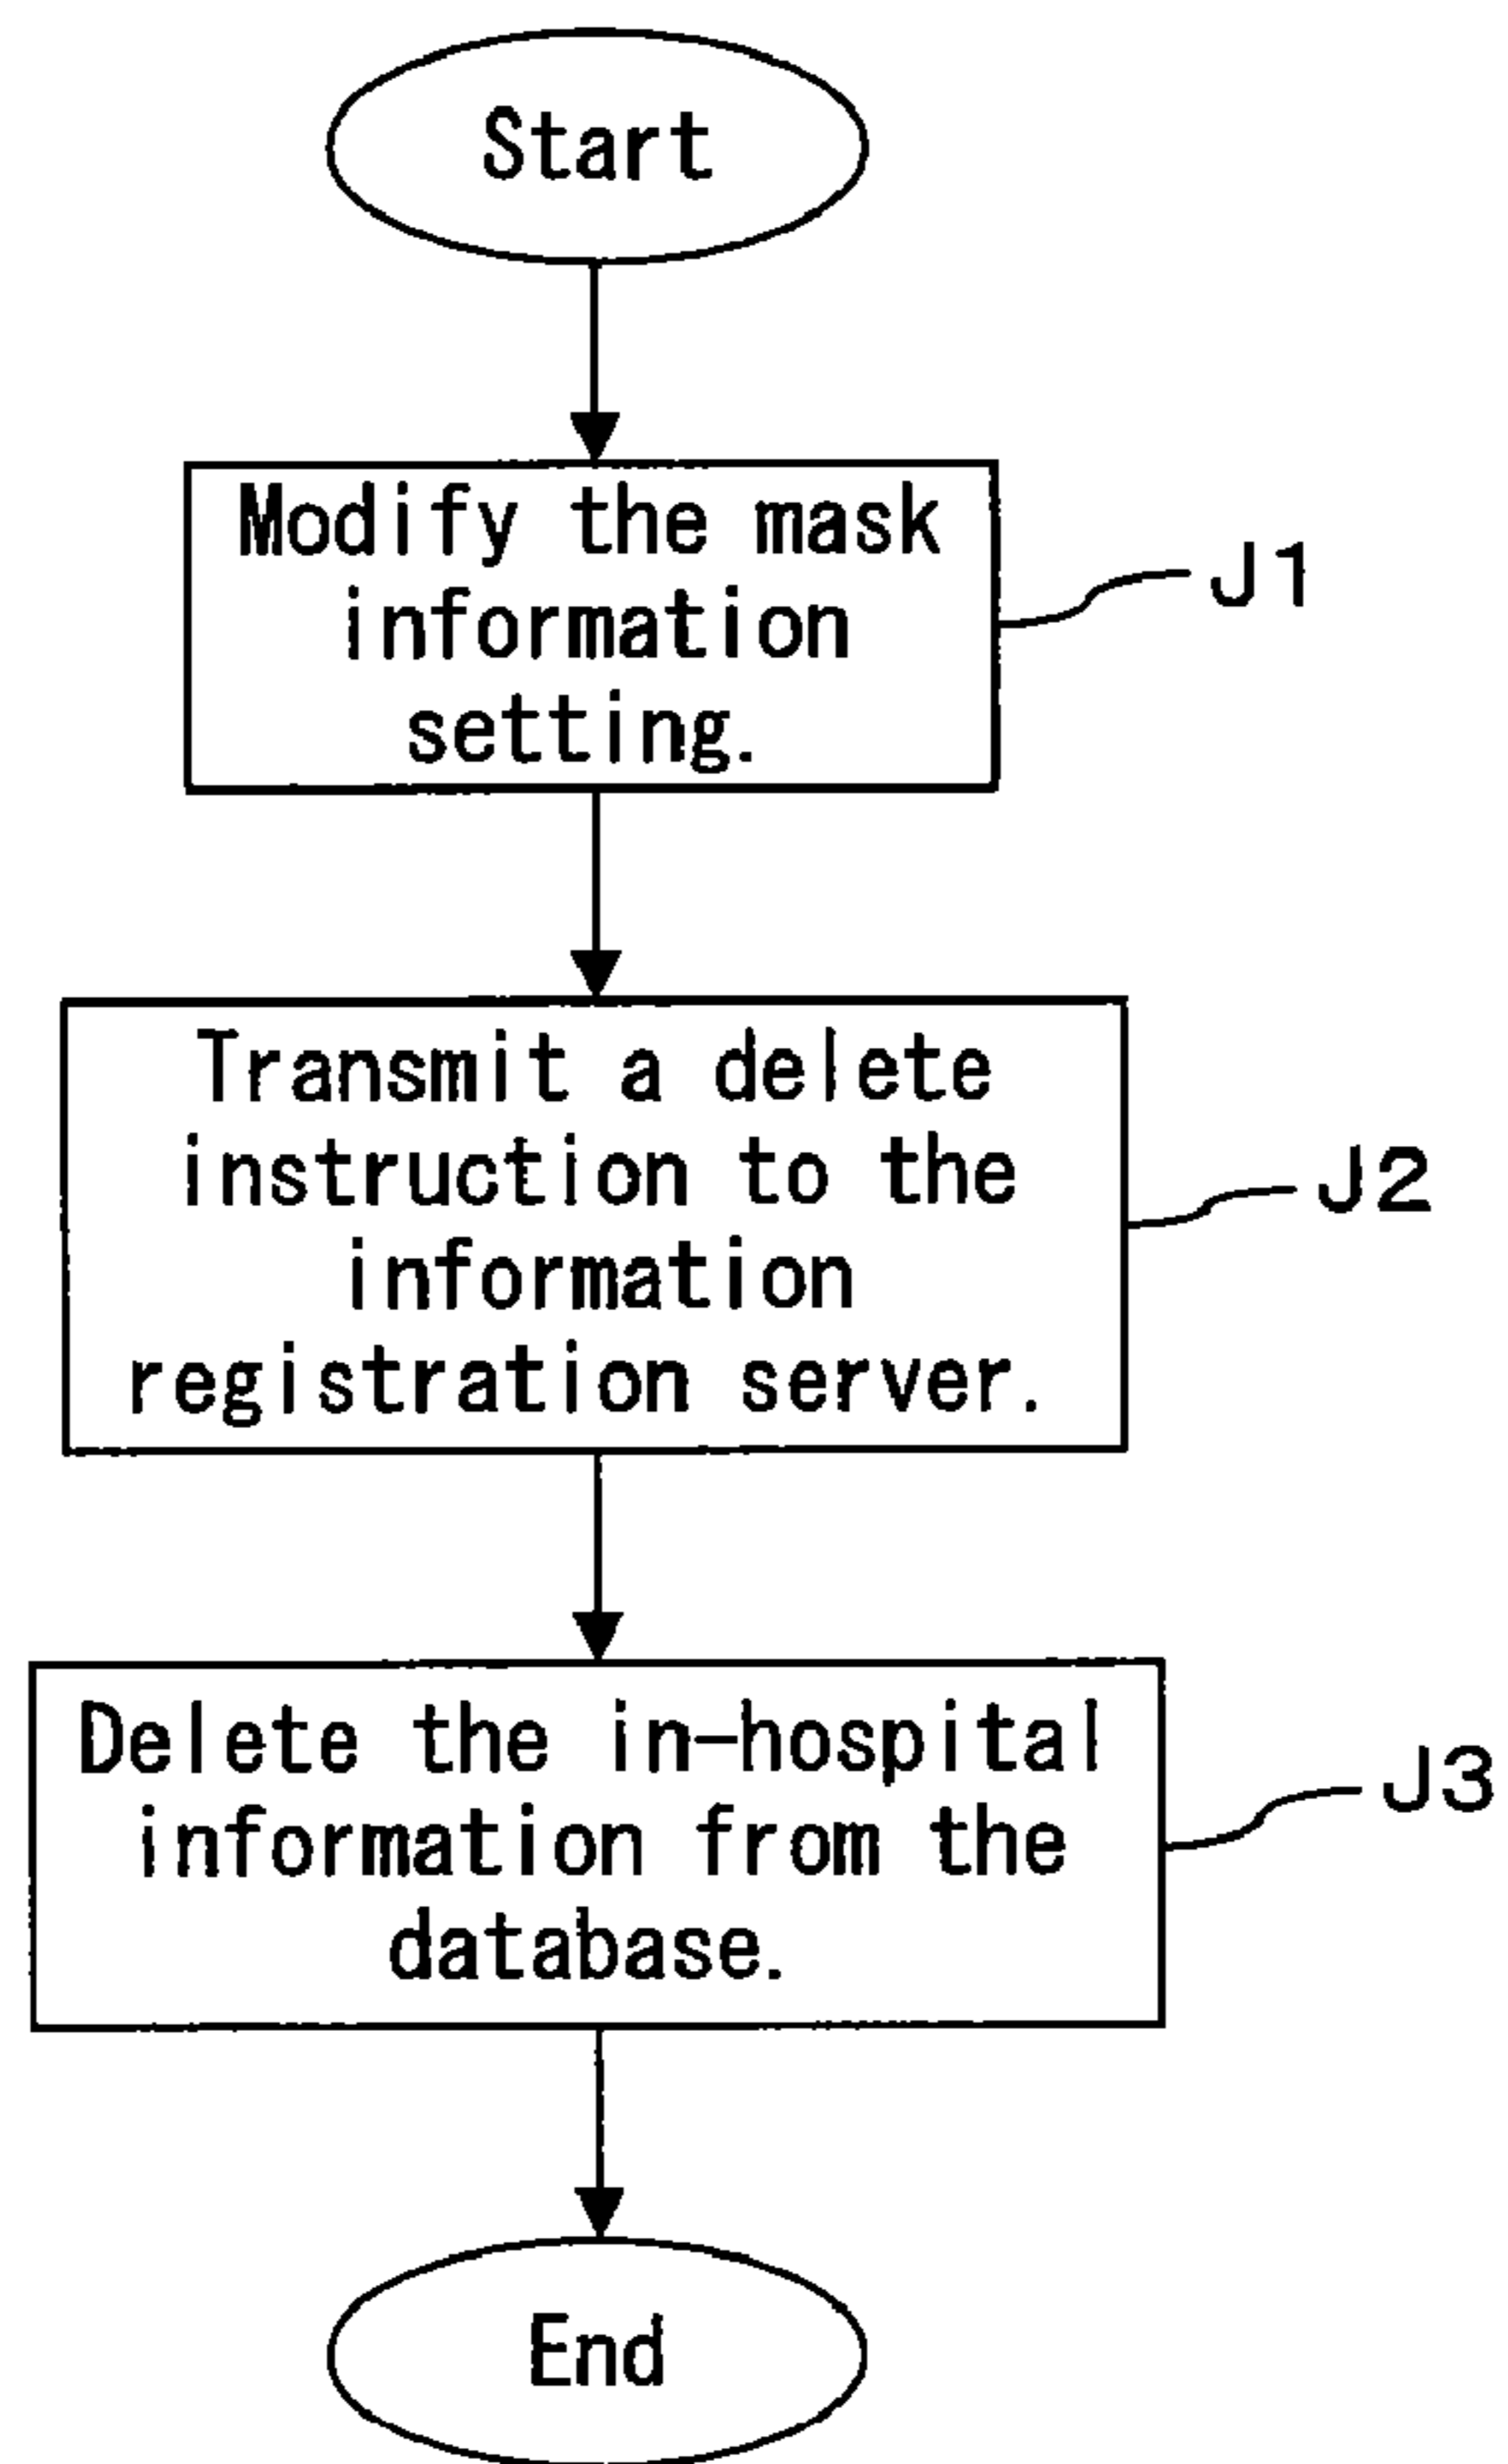 Start
Modify the mask
information
setting.
J1
Transmit a delete
instruction to the
information
registration server.
J2
Delete the in-hospital
information from the
database.
J3
End